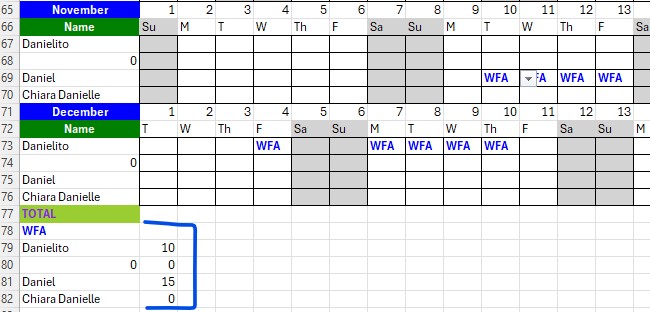 65 November 1 2 3 4 5 6 7 8 9 10 11 12 13
66 Name Su M T W Th F Sa Su M T W Th F Sa
67 Danielito
68 0
69 Daniel WFA FA WFA WFA
70 Chiara Danielle
71 December 1 2 3 4 5 6 7 8 9 10 11 12 13
72 Name T W Th F Sa Su M T W Th F Sa Su M
73 Danielito WFA WFA WFA WFA WFA
74 0
75 Daniel
76 Chiara Danielle
77 TOTAL
78 WFA
79 Danielito 10
80 0 0
81 Daniel 15
82 Chiara Danielle 0